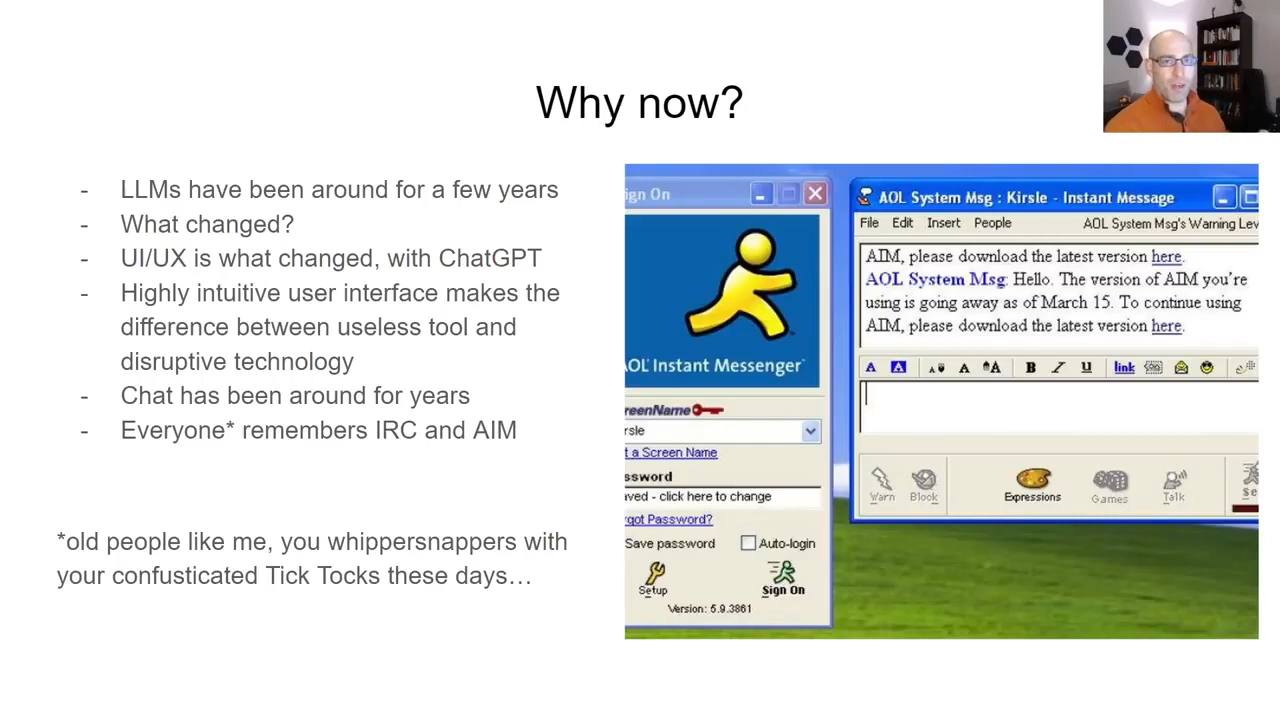 Why now?
- LLMs have been around for a few years
- What changed?
- UI/UX is what changed, with ChatGPT
- Highly intuitive user interface makes the
difference between useless tool and
disruptive technology
- Chat has been around for years
- Everyone* remembers IRC and AIM
*old people like me, you whippersnappers with
your confusticated Tick Tocks these days…
ign On
AOL Instant Messenger
reenName
rsle
t a Screen Name
ssword
aved - click here to change
rgot Password?
Save password
Auto-login
Setup
Sign On
Version: 5.9.3861
AOL System Msg : Kirsle - Instant Message
File Edit Insert People AOL System Msg's Warning Lev
AIM, please download the latest version here.
AOL System Msg: Hello. The version of AIM you're
using is going away as of March 15. To continue using
AIM, please download the latest version here.
A A A A A B I U link
Warn Block Expressions Games Talk Se